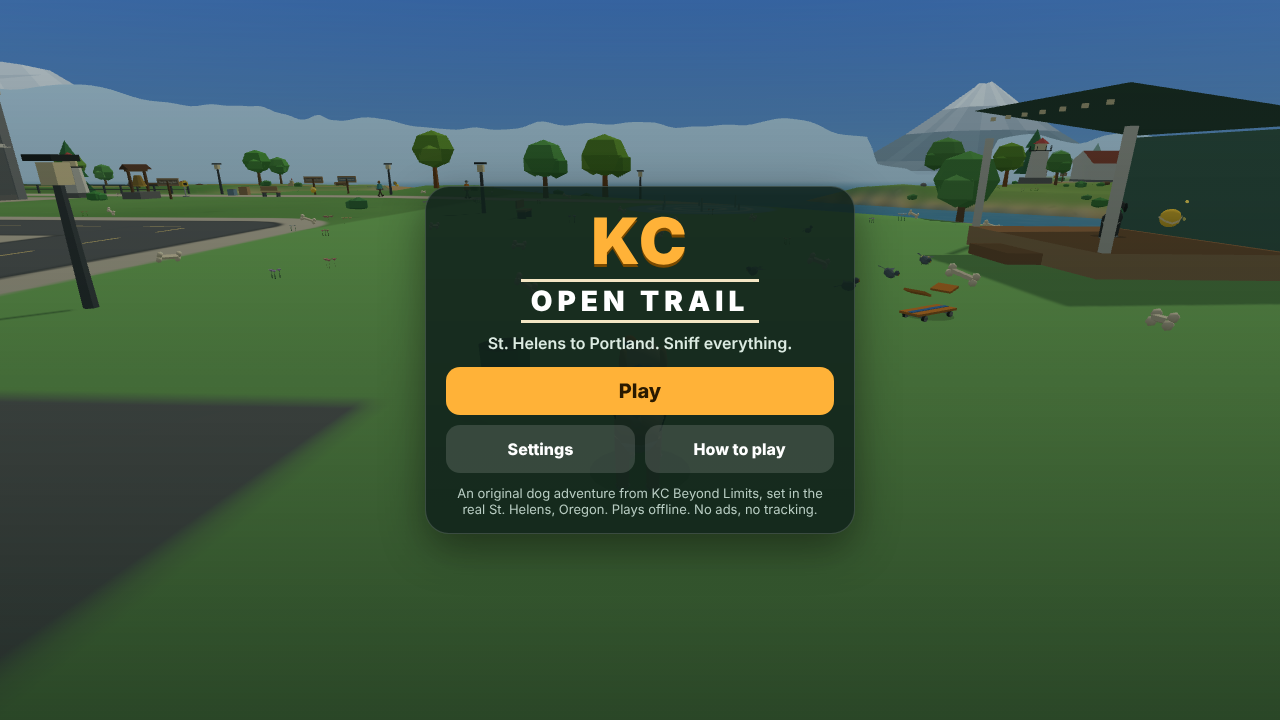 KC
OPEN TRAIL
St. Helens to Portland. Sniff everything.
Play
Settings
How to play
An original dog adventure from KC Beyond Limits, set in the
real St. Helens, Oregon. Plays offline. No ads, no tracking.